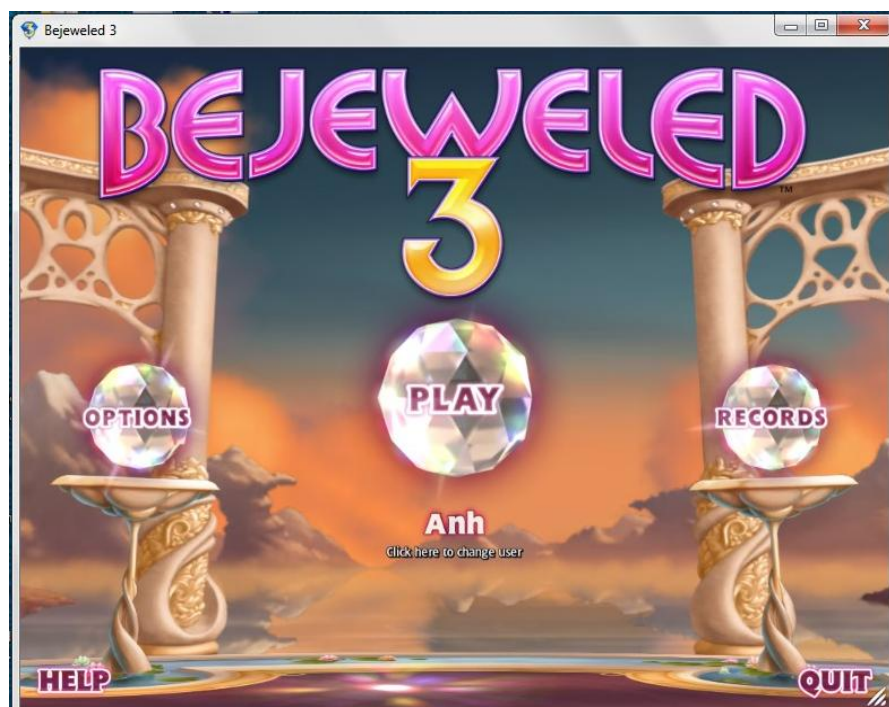 Bejeweled 3
BEJEWELED
3
TM
PLAY
OPTIONS
RECORDS
Anh
Click here to change user
HELP
QUIT